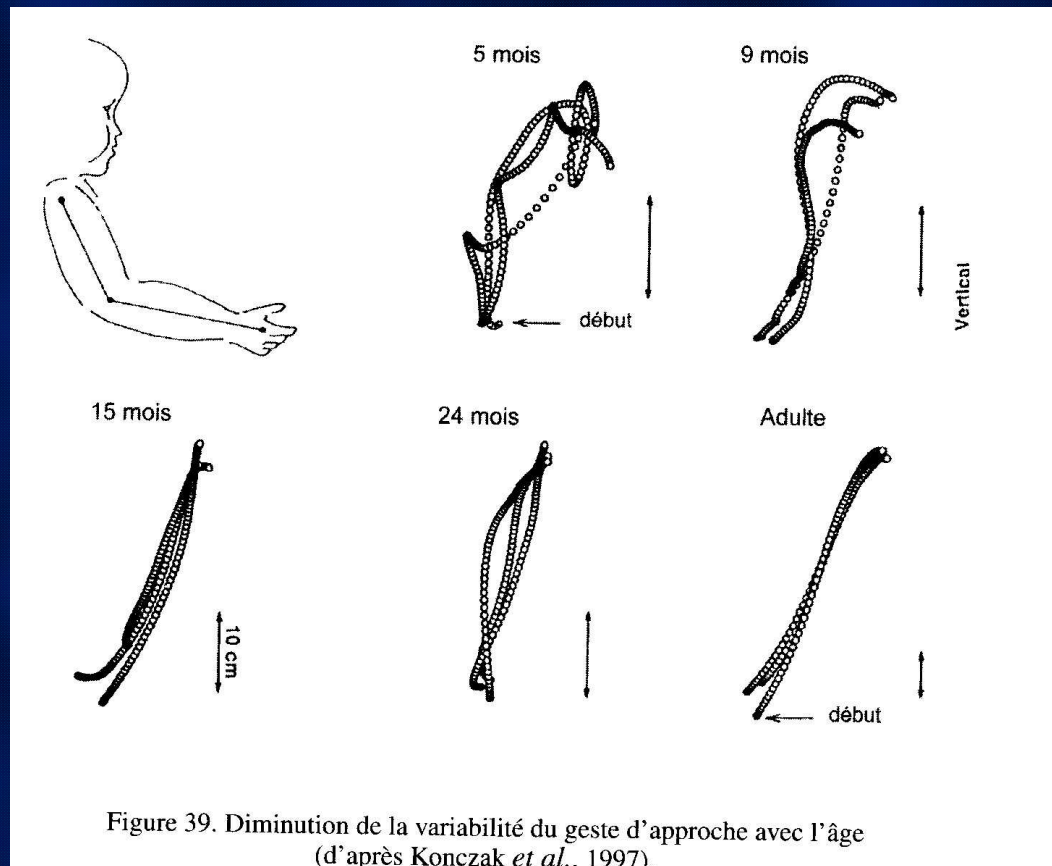 5 mois
9 mois
début
Vertical
15 mois
24 mois
Adulte
10 cm
début
Figure 39. Diminution de la variabilité du geste d'approche avec l'âge
(d'après Konczak et al., 1997)